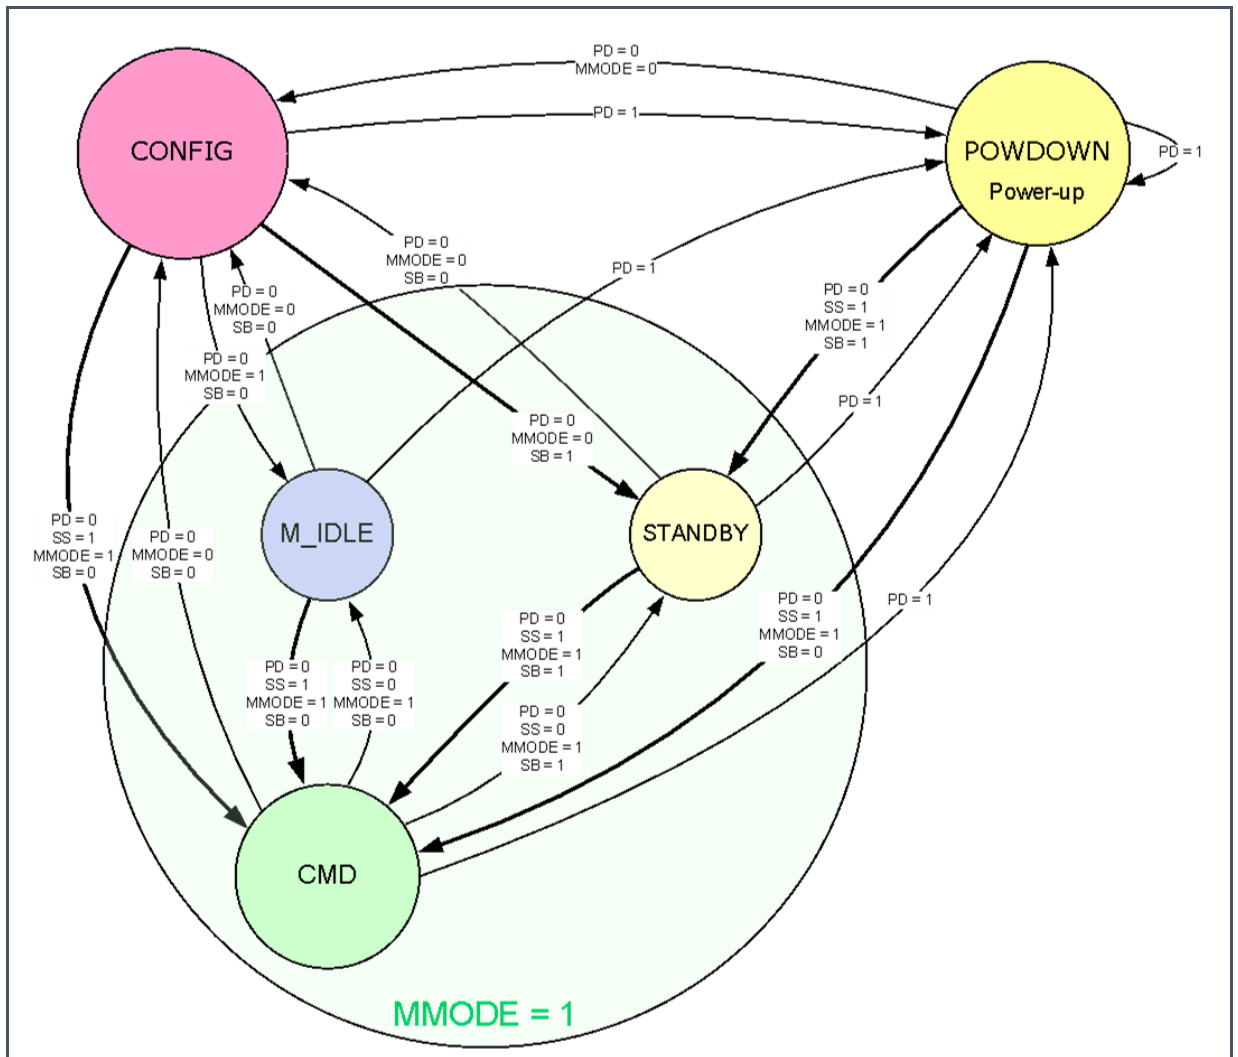 PD = 0
MMODE = 0
PD = 1
CONFIG
POWDOWN
Power-up
PD = 1
PD = 0
MMODE = 0
SB = 0
PD = 1
PD = 0
MMODE = 0
SB = 0
PD = 0
SS = 1
MMODE = 1
SB = 1
PD = 0
MMODE = 1
SB = 0
PD = 1
PD = 0
MMODE = 0
SB = 1
M_IDLE
STANDBY
PD = 0
SS = 1
MMODE = 1
SB = 0
PD = 0
MMODE = 0
SB = 0
PD = 0
SS = 1
MMODE = 1
SB = 0
PD = 1
PD = 0
SS = 1
MMODE = 1
SB = 1
PD = 0
SS = 1
MMODE = 1
SB = 0
PD = 0
SS = 0
MMODE = 1
SB = 0
PD = 0
SS = 0
MMODE = 1
SB = 1
CMD
MMODE = 1